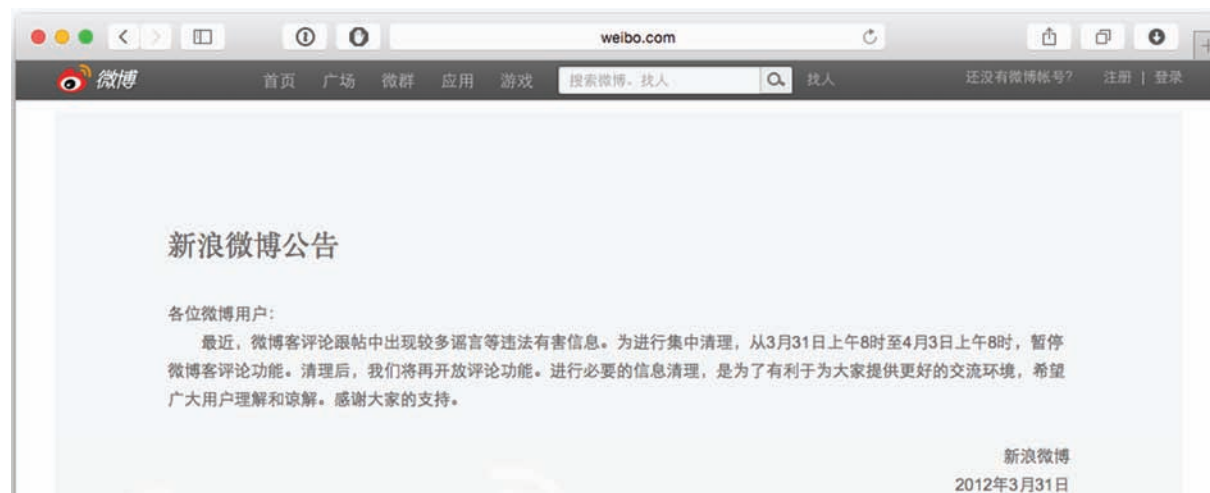 weibo.com
微博 首页 广场 微群 应用 游戏 搜索微博、找人 找人 还没有微博帐号? 注册 | 登录
新浪微博公告
各位微博用户:
最近,微博客评论跟帖中出现较多谣言等违法有害信息。为进行集中清理,从3月31日上午8时至4月3日上午8时,暂停
微博客评论功能。清理后,我们将再开放评论功能。进行必要的信息清理,是为了有利于为大家提供更好的交流环境,希望
广大用户理解和谅解。感谢大家的支持。
新浪微博
2012年3月31日